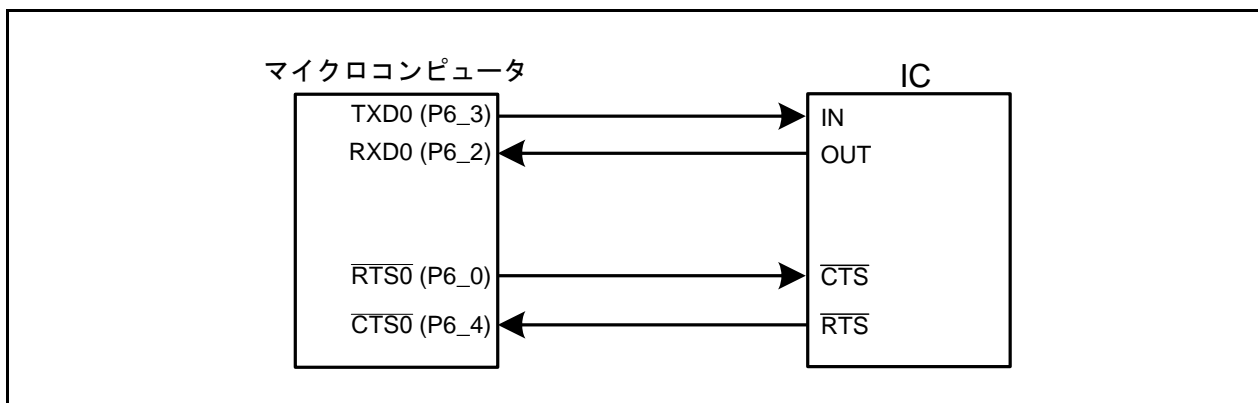 マイクロコンピュータ
IC
TXD0 (P6_3)
IN
RXD0 (P6_2)
OUT
RTS0 (P6_0)
CTS
CTS0 (P6_4)
RTS